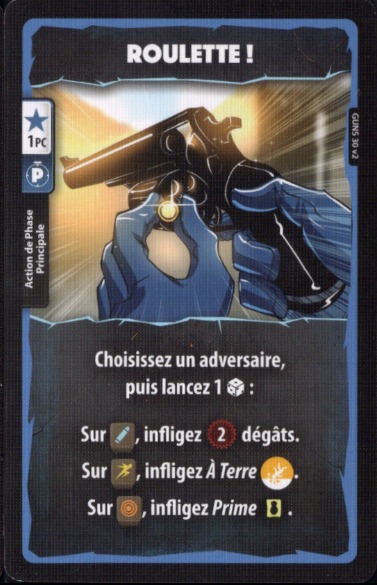 ROULETTE !
1PC
P
Action de Phase
Principale
GUNS 30 v2
Choisissez un adversaire,
puis lancez 1 :
Sur , infligez 2 dégâts.
Sur , infligez À Terre .
Sur , infligez Prime .